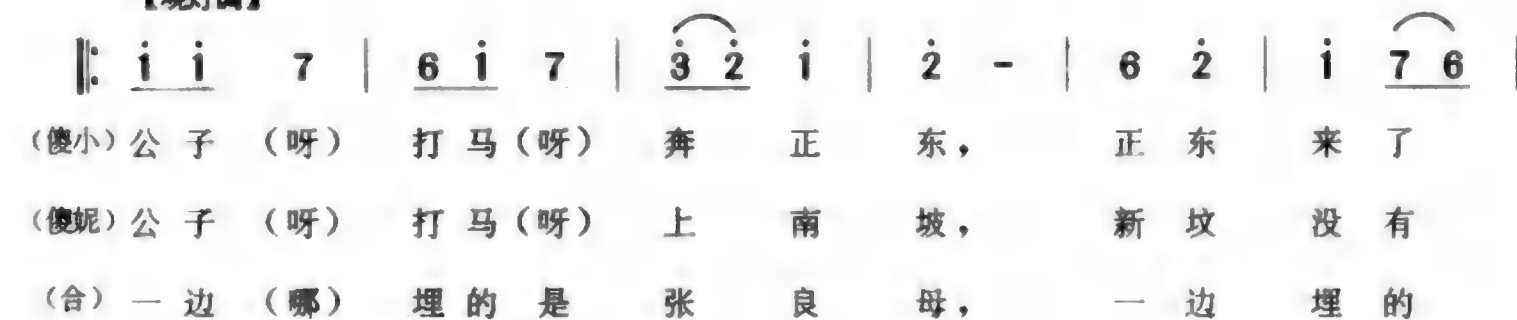 ‖: i̇ i̇ 7 | 6 i̇ 7 | 3̇ 2̇ i̇ | 2̇ - | 6 2̇ | i̇ 7 6 |
(傻小)公子(呀) 打马(呀) 奔正东, 正东来了
(傻妮)公子(呀) 打马(呀) 上南坡, 新坟没有
(合)一边(哪) 埋的是张良母, 一边埋的